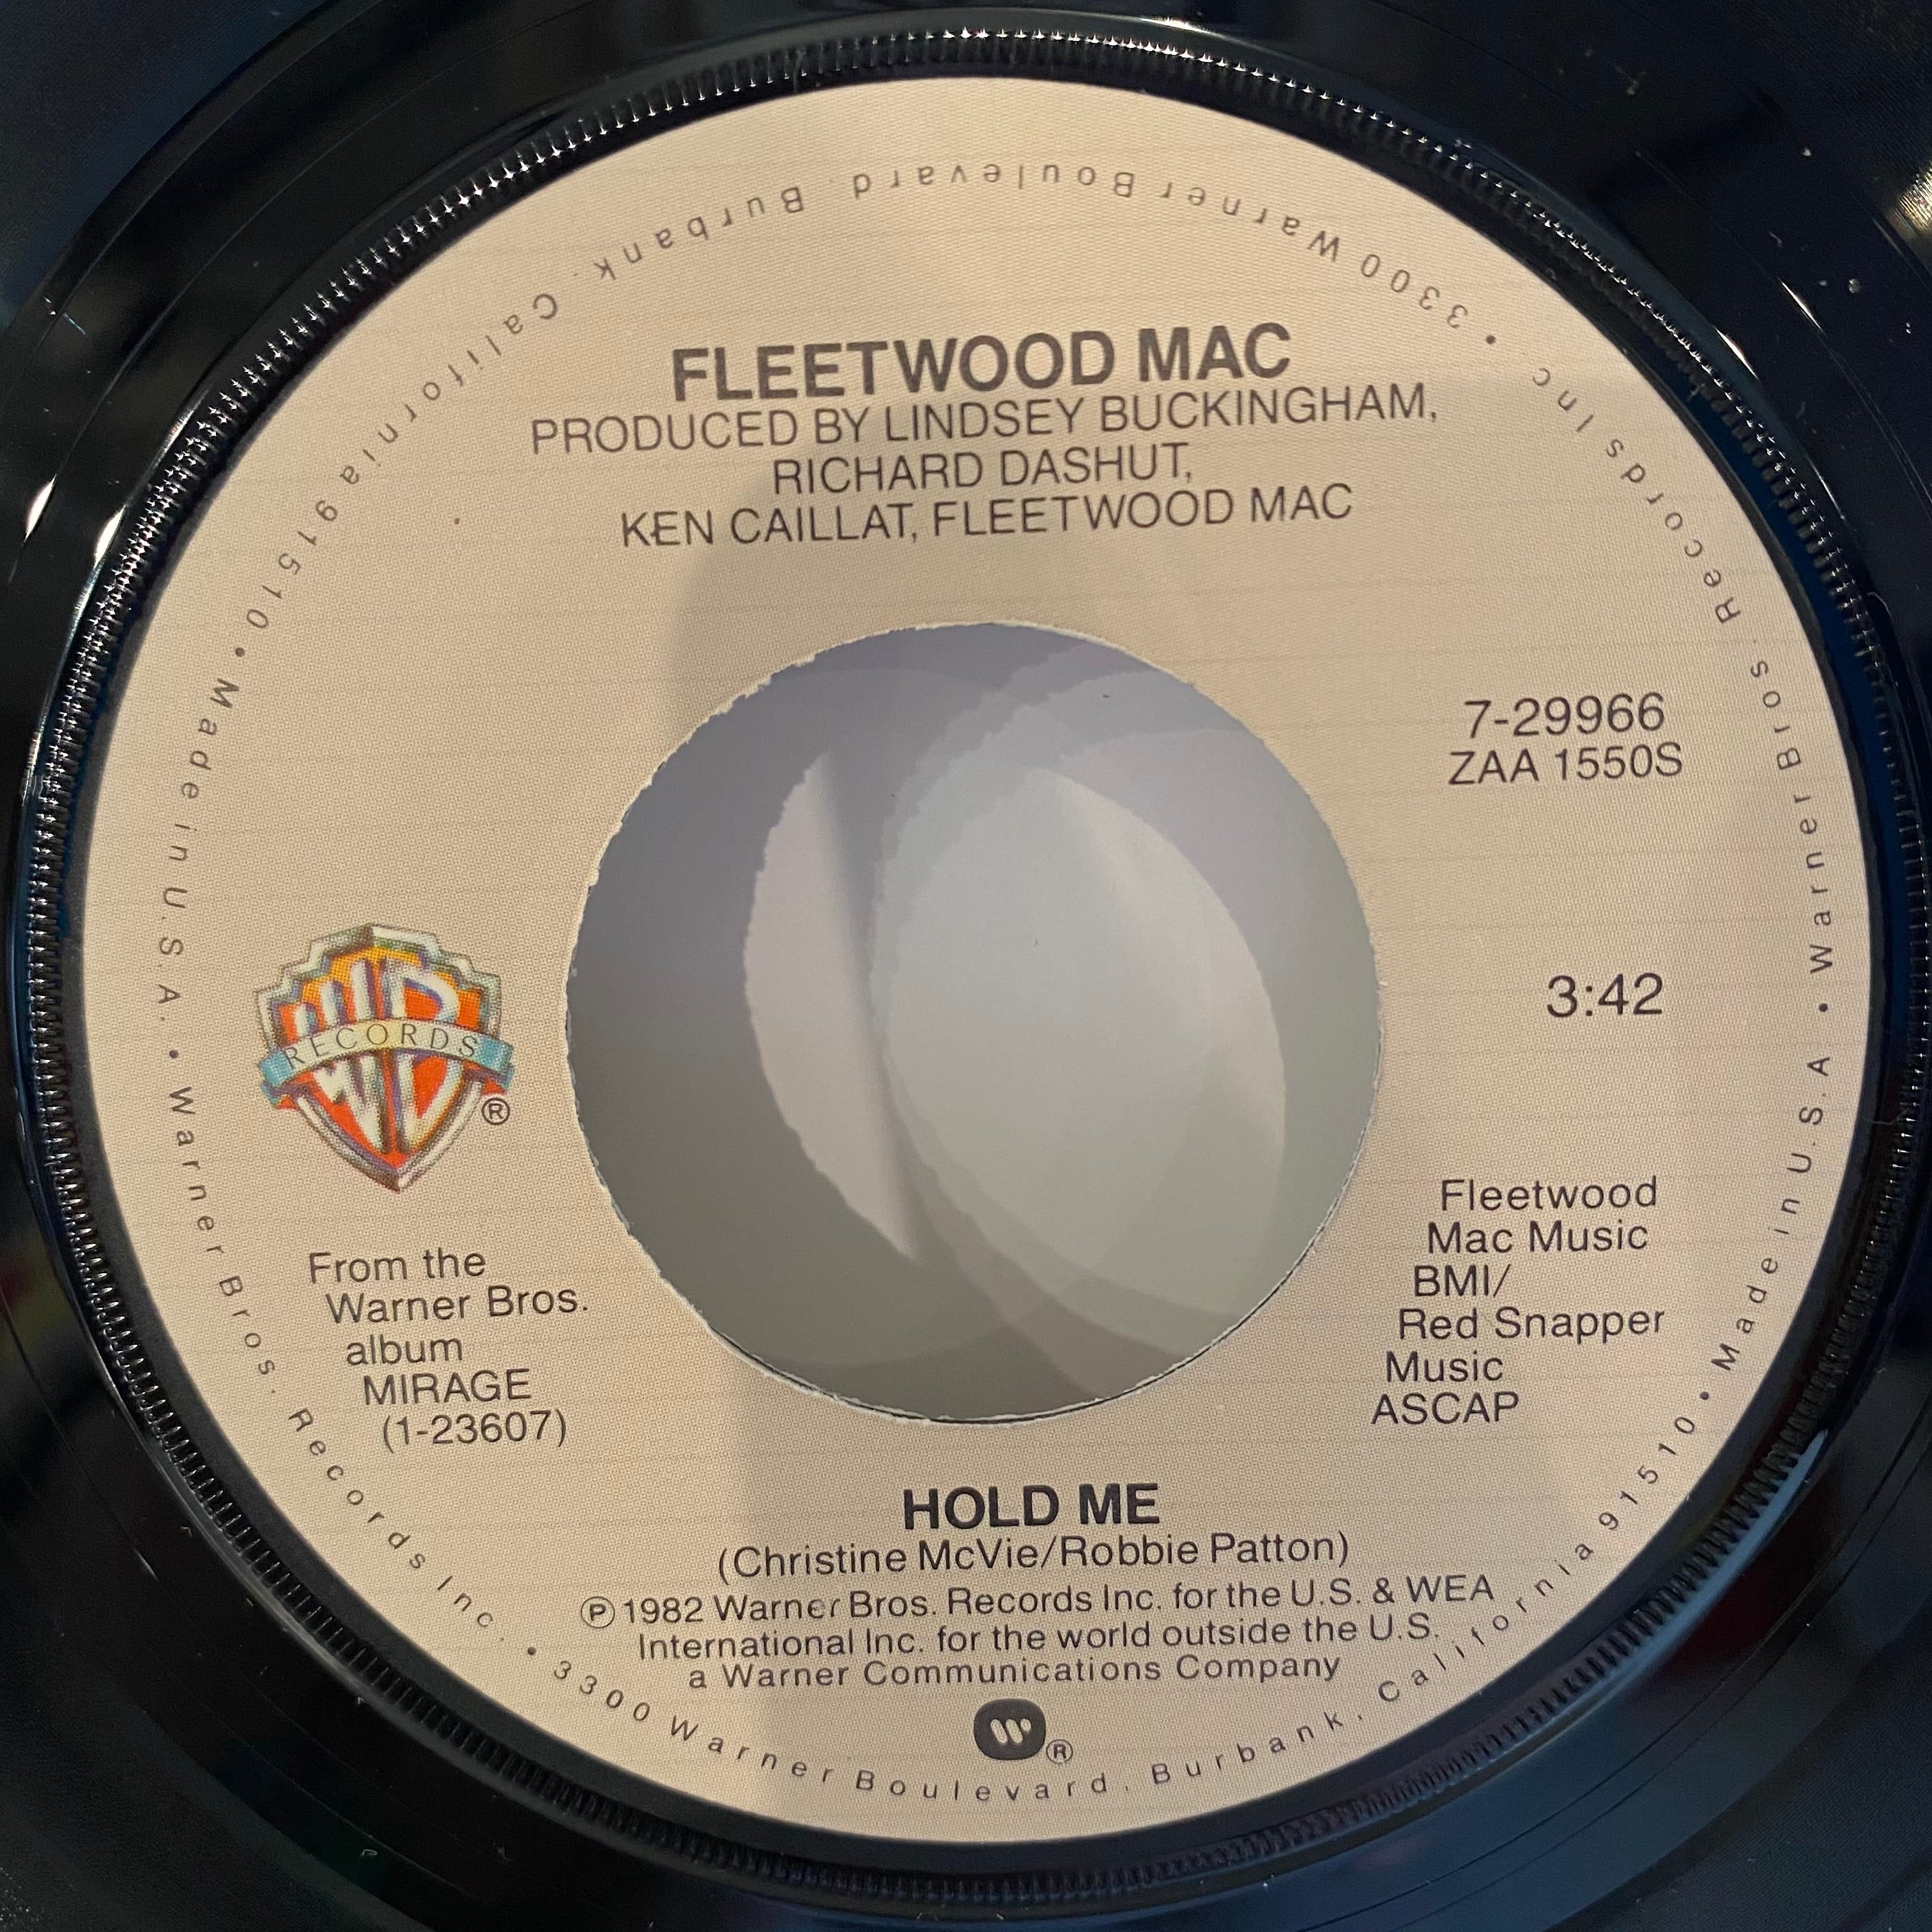 FLEETWOOD MAC
PRODUCED BY LINDSEY BUCKINGHAM,
RICHARD DASHUT,
KEN CAILLAT, FLEETWOOD MAC
7-29966
ZAA 1550S
3:42
RECORDS
®
From the
Warner Bros.
album
MIRAGE
(1-23607)
Fleetwood
Mac Music
BMI/
Red Snapper
Music
ASCAP
HOLD ME
(Christine McVie/Robbie Patton)
℗1982 Warner Bros. Records Inc. for the U.S. & WEA
International Inc. for the world outside the U.S.
a Warner Communications Company
®
Warner Bros. Records Inc. • 3300 Warner Boulevard, Burbank, California 91510 • Made in U.S.A. • Warner Bros. Records Inc. • 3300 Warner Boulevard, Burbank, California 91510 • Made in U.S.A. •